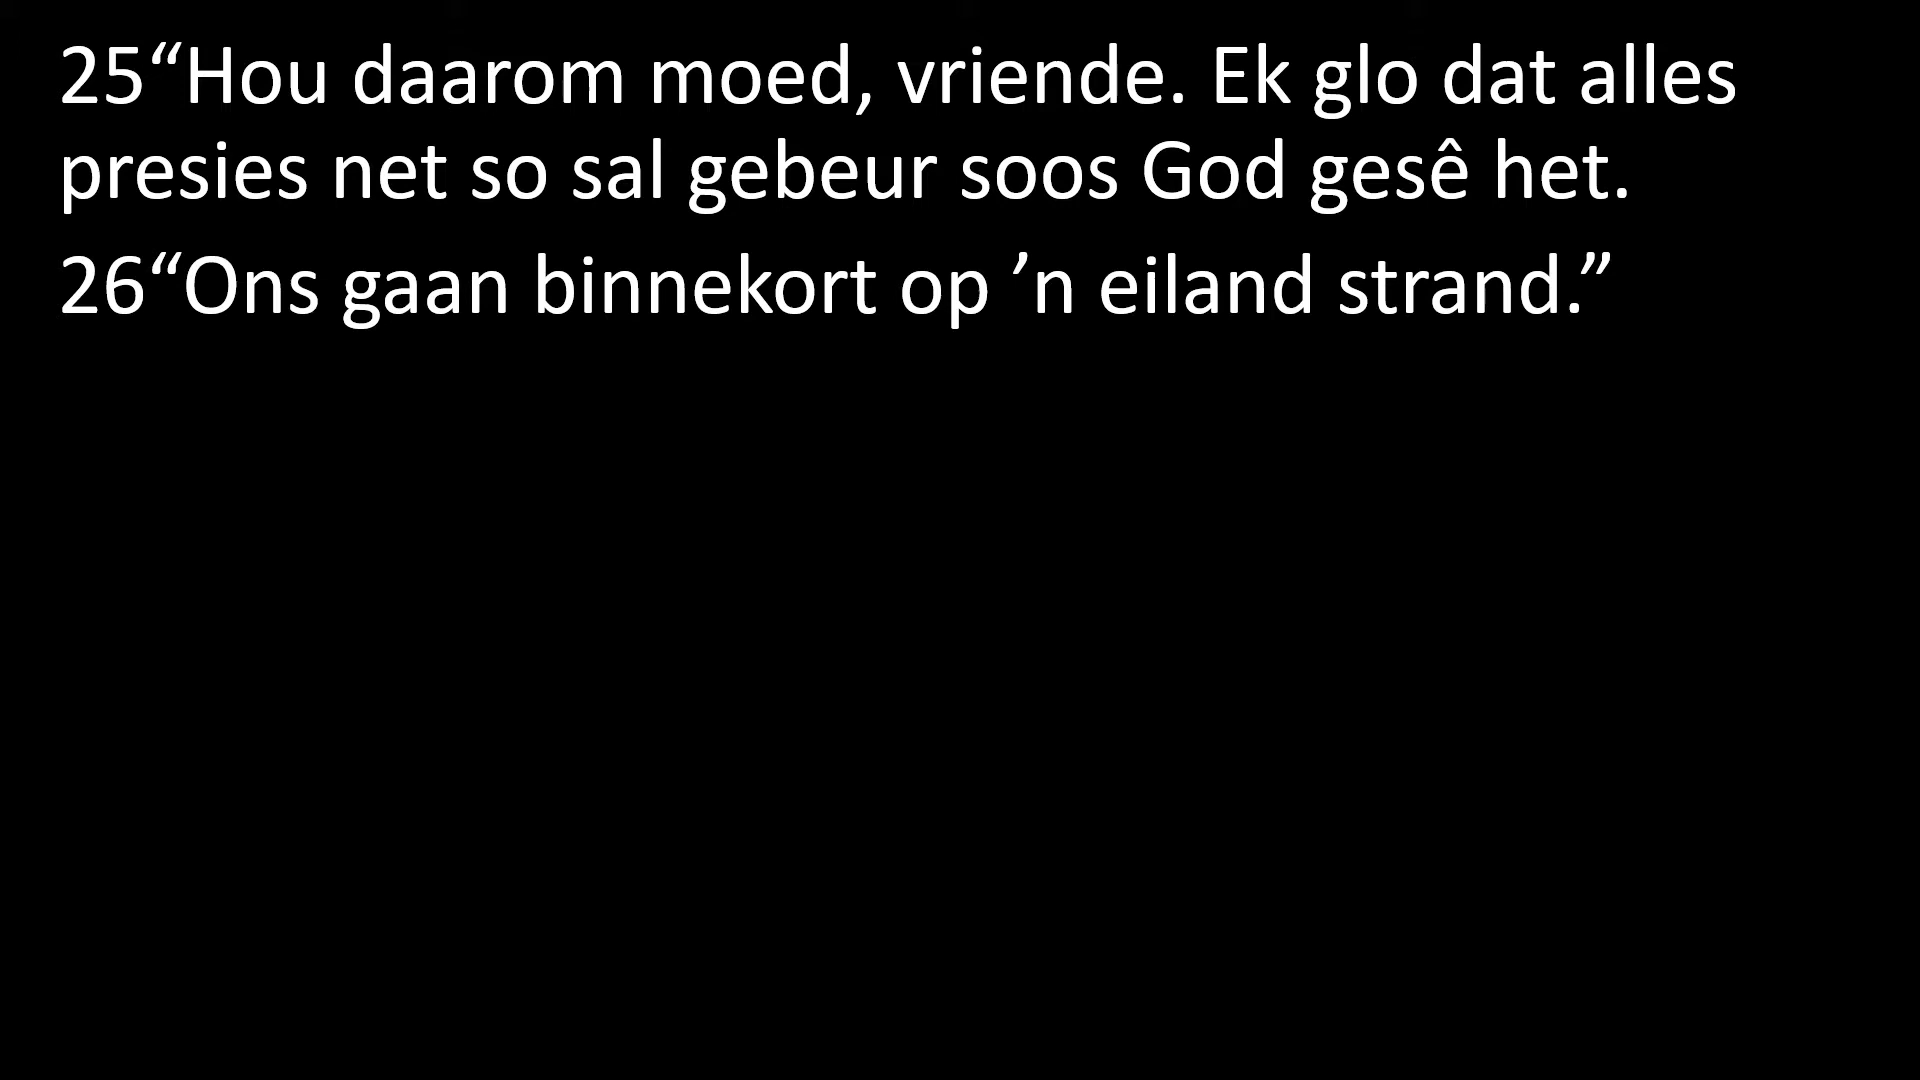 25“Hou daarom moed, vriende. Ek glo dat alles
presies net so sal gebeur soos God gesê het.
26“Ons gaan binnekort op ’n eiland strand.”